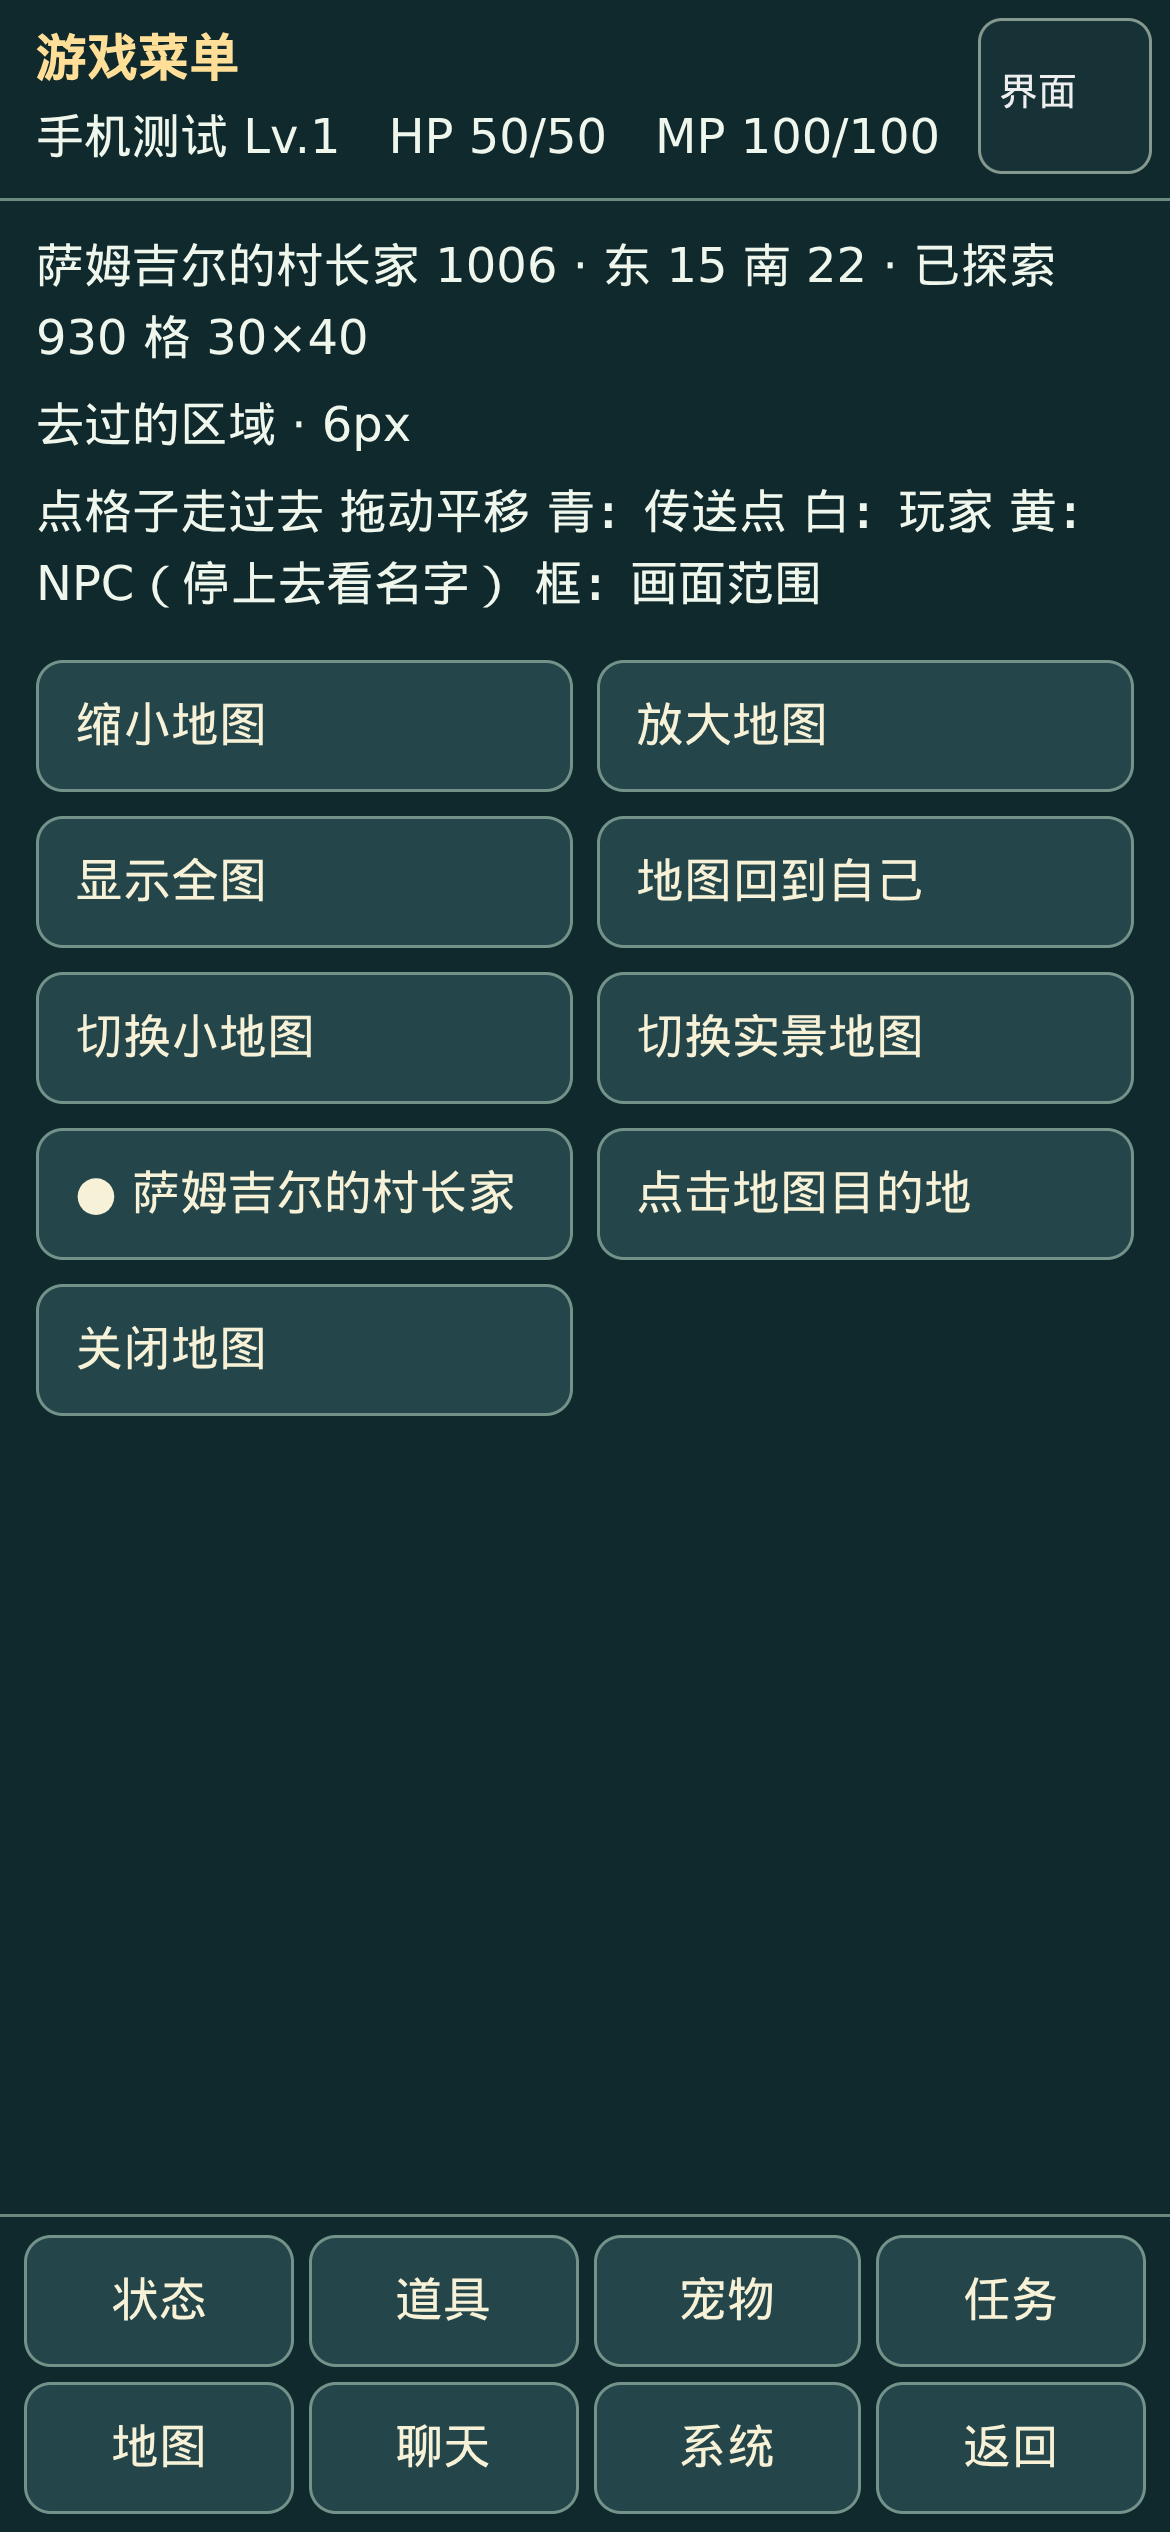 游戏菜单
手机测试 Lv.1 HP 50/50 MP 100/100
界面
萨姆吉尔的村长家 1006 · 东 15 南 22 · 已探索
930 格 30×40
去过的区域 · 6px
点格子走过去 拖动平移 青：传送点 白：玩家 黄：
NPC（停上去看名字） 框：画面范围
缩小地图
放大地图
显示全图
地图回到自己
切换小地图
切换实景地图
● 萨姆吉尔的村长家
点击地图目的地
关闭地图
状态
道具
宠物
任务
地图
聊天
系统
返回